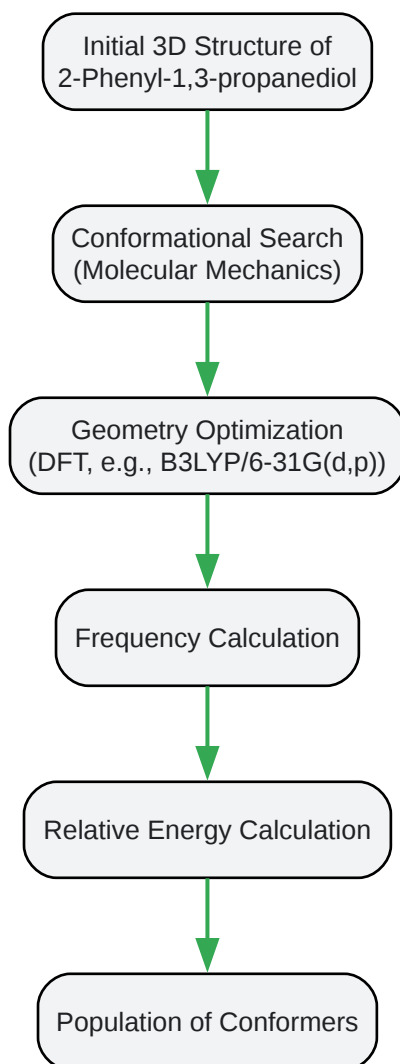 Initial 3D Structure of
2-Phenyl-1,3-propanediol
Conformational Search
(Molecular Mechanics)
Geometry Optimization
(DFT, e.g., B3LYP/6-31G(d,p))
Frequency Calculation
Relative Energy Calculation
Population of Conformers